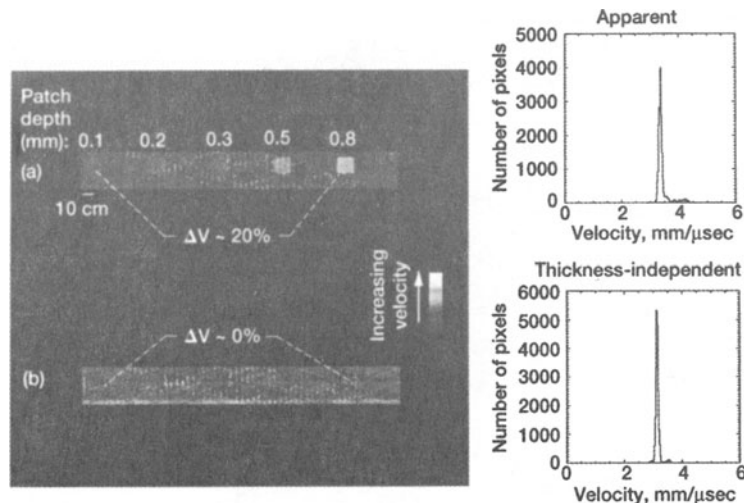 Patch
depth
(mm): 0.1 0.2 0.3 0.5 0.8
(a)
10 cm
ΔV ~ 20%
Increasing
velocity
ΔV ~ 0%
(b)
Apparent
Number of pixels
5000
4000
3000
2000
1000
0
0 2 4 6
Velocity, mm/μsec
Thickness-independent
Number of pixels
6000
5000
4000
3000
2000
1000
0
0 2 4 6
Velocity, mm/μsec